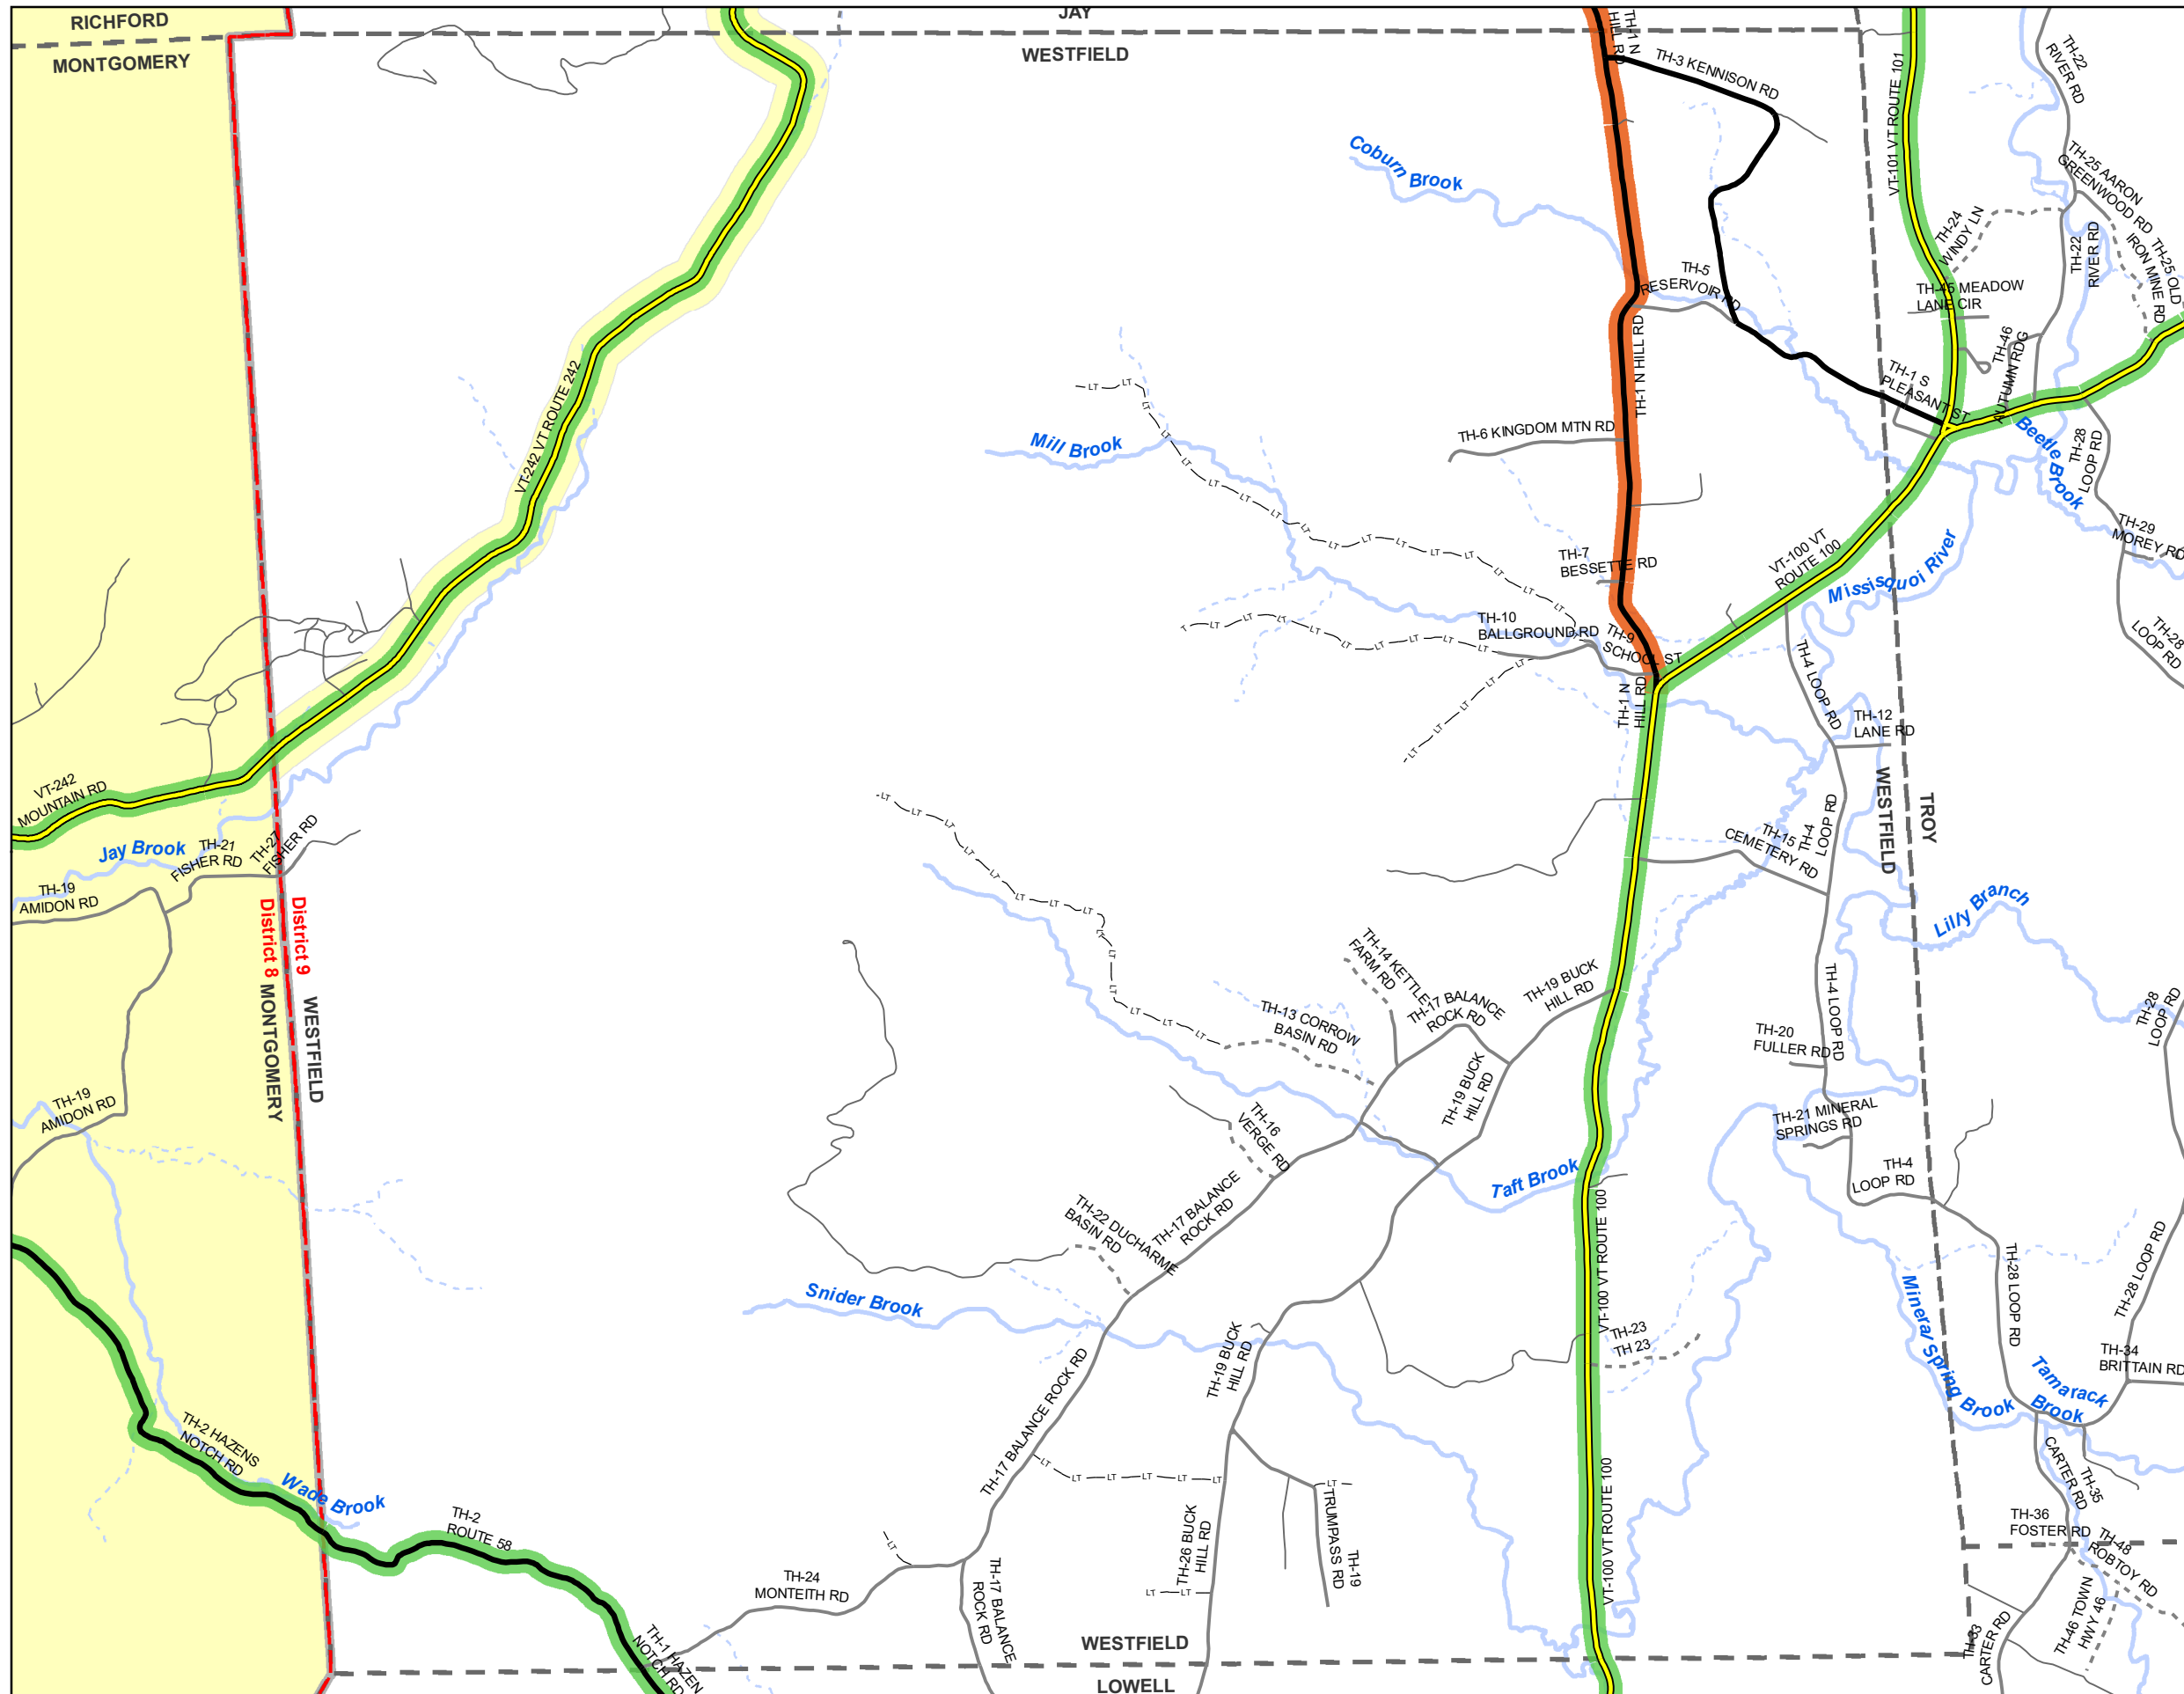 RICHFORD
MONTGOMERY
JAY
WESTFIELD
TH-1 N
HILL RD
TH-3 KENNISON RD
VT-101 VT ROUTE 101
TH-22
RIVER RD
TH-25 AARON
GREENWOOD RD
TH-25 OLD
IRON MINE RD
TH-24
WINDY LN
TH-22
RIVER RD
Coburn Brook
TH-5
RESERVOIR RD
TH-45 MEADOW
LANE CIR
TH-46
AUTUMN RDG
TH-1 N HILL RD
TH-1 S
PLEASANT ST
VT-242 VT ROUTE 242
Mill Brook
TH-6 KINGDOM MTN RD
Beetle Brook
TH-28
LOOP RD
TH-29
MOREY RD
TH-7
BESSETTE RD
VT-100 VT
ROUTE 100
Missisquoi River
TH-10
BALLGROUND RD
TH-9
SCHOOL ST
TH-1 N
HILL RD
TH-4 LOOP RD
TH-28
LOOP RD
TH-12
LANE RD
WESTFIELD
TROY
VT-242
MOUNTAIN RD
Jay Brook
TH-21
FISHER RD
TH-27
FISHER RD
TH-19
AMIDON RD
District 8
District 9
MONTGOMERY
WESTFIELD
TH-15
CEMETERY RD
TH-4
LOOP RD
Lilly Branch
TH-14 KETTLE
FARM RD
TH-17 BALANCE
ROCK RD
TH-19 BUCK
HILL RD
TH-13 CORROW
BASIN RD
TH-4 LOOP RD
TH-20
FULLER RD
TH-28
LOOP RD
TH-19
AMIDON RD
TH-16
VERGE RD
TH-19 BUCK
HILL RD
TH-21 MINERAL
SPRINGS RD
TH-4
LOOP RD
Taft Brook
TH-17 BALANCE
ROCK RD
TH-22 DUCHARME
BASIN RD
VT-100 VT ROUTE 100
Snider Brook
TH-28 LOOP RD
TH-28 LOOP RD
Mineral Spring Brook
TH-23
TH 23
TH-19 BUCK
HILL RD
TH-34
BRITTAIN RD
Tamarack
Brook
TH-17 BALANCE ROCK RD
TH-2 HAZENS
NOTCH RD
Wade Brook
TH-2
ROUTE 58
TH-35
CARTER RD
TH-36
FOSTER RD
TH-48
ROBTOY RD
TH-26 BUCK
HILL RD
TH-19
TRUMPASS RD
VT-100 VT ROUTE 100
TH-24
MONTEITH RD
TH-17 BALANCE
ROCK RD
TH-1 HAZEN
NOTCH RD
TH-33
CARTER RD
TH-46 TOWN
HWY 46
WESTFIELD
LOWELL